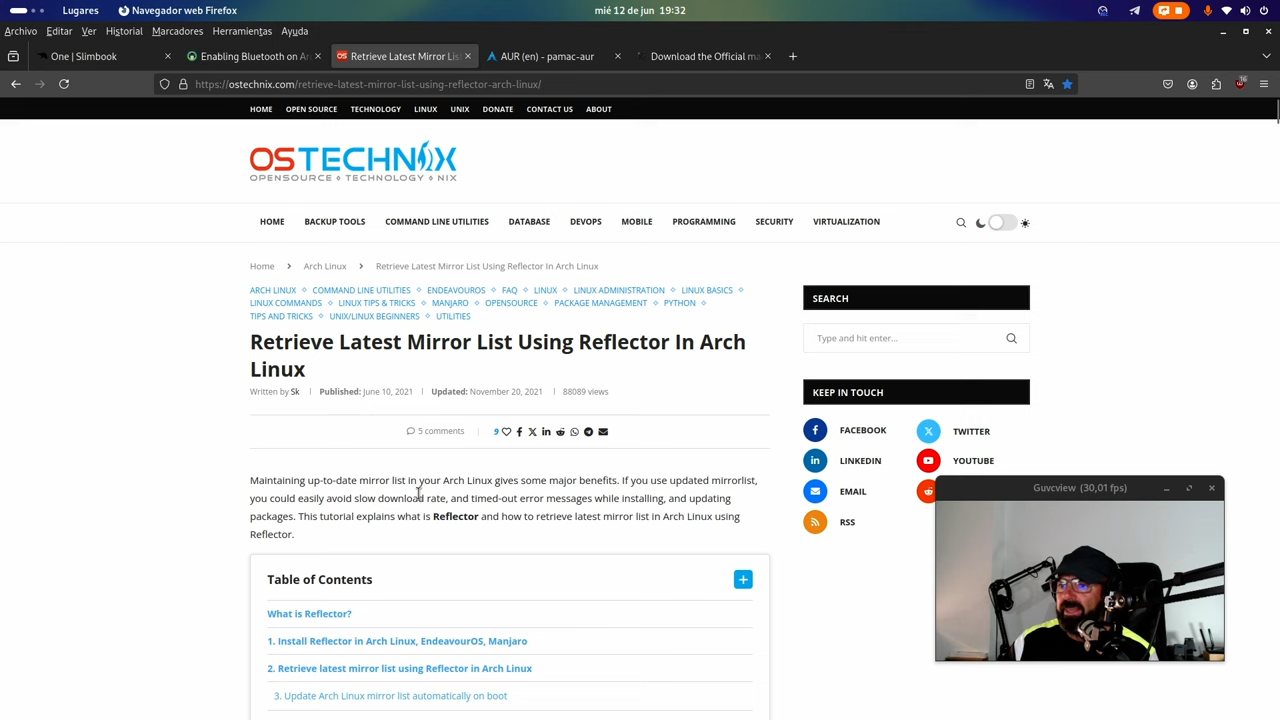 Lugares
Navegador web Firefox
mié 12 de jun 19:32
Archivo Editar Ver Historial Marcadores Herramientas Ayuda
One | Slimbook
Enabling Bluetooth on Ar
Retrieve Latest Mirror Lis
AUR (en) - pamac-aur
Download the Official ma
https://ostechnix.com/retrieve-latest-mirror-list-using-reflector-arch-linux/
HOME OPEN SOURCE TECHNOLOGY LINUX UNIX DONATE CONTACT US ABOUT
OSTECHNIX
OPENSOURCE TECHNOLOGY NIX
HOME BACKUP TOOLS COMMAND LINE UTILITIES DATABASE DEVOPS MOBILE PROGRAMMING SECURITY VIRTUALIZATION
Home > Arch Linux > Retrieve Latest Mirror List Using Reflector In Arch Linux
ARCH LINUX COMMAND LINE UTILITIES ENDEAVOUROS FAQ LINUX LINUX ADMINISTRATION LINUX BASICS
LINUX COMMANDS LINUX TIPS & TRICKS MANJARO OPENSOURCE PACKAGE MANAGEMENT PYTHON
TIPS AND TRICKS UNIX/LINUX BEGINNERS UTILITIES
Retrieve Latest Mirror List Using Reflector In Arch
Linux
Written by Sk | Published: June 10, 2021 | Updated: November 20, 2021 | 88089 views
5 comments 9
Maintaining up-to-date mirror list in your Arch Linux gives some major benefits. If you use updated mirrorlist,
you could easily avoid slow download rate, and timed-out error messages while installing, and updating
packages. This tutorial explains what is Reflector and how to retrieve latest mirror list in Arch Linux using
Reflector.
Table of Contents
What is Reflector?
1. Install Reflector in Arch Linux, EndeavourOS, Manjaro
2. Retrieve latest mirror list using Reflector in Arch Linux
3. Update Arch Linux mirror list automatically on boot
SEARCH
Type and hit enter...
KEEP IN TOUCH
FACEBOOK TWITTER
LINKEDIN YOUTUBE
EMAIL
RSS
Guvcview (30,01 fps)